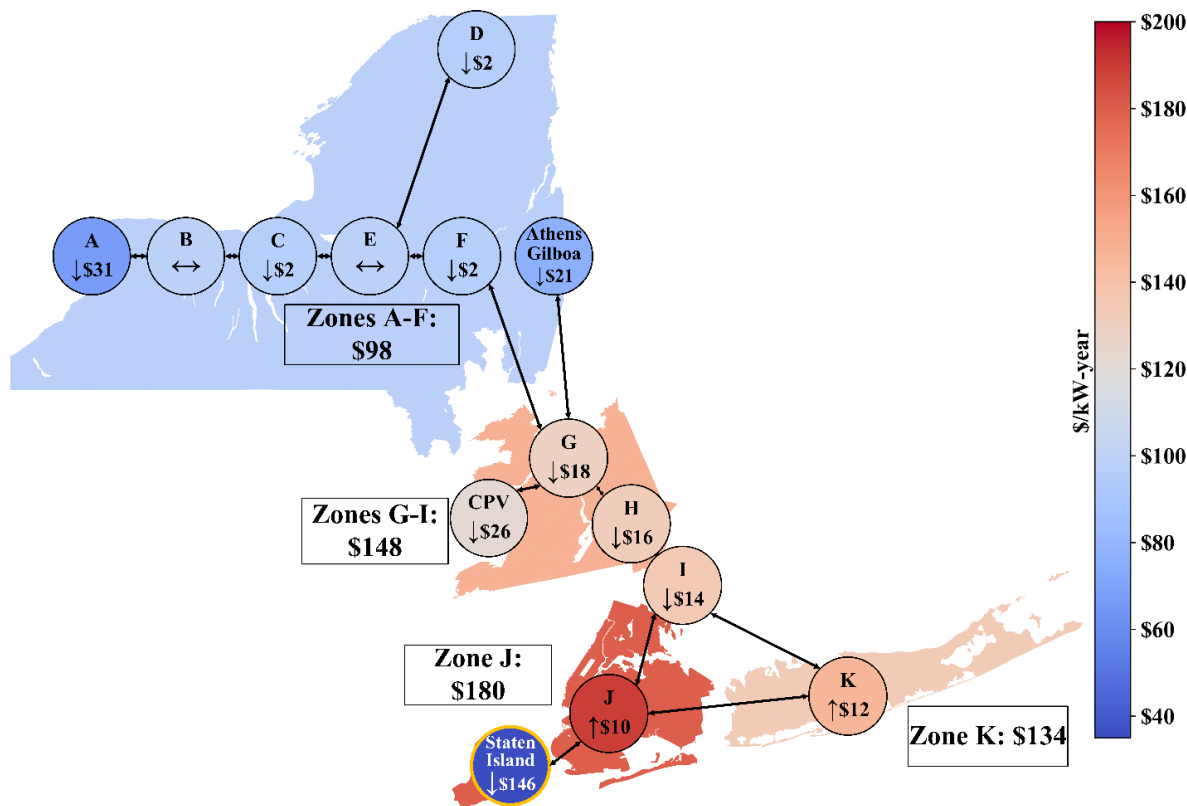 D
↓$2
A
↓$31
B
↔
C
↓$2
E
↔
F
↓$2
Athens
Gilboa
↓$21
Zones A-F:
$98
G
↓$18
CPV
↓$26
H
↓$16
Zones G-I:
$148
I
↓$14
Zone J:
$180
J
↑$10
K
↑$12
Zone K: $134
Staten
Island
↓$146
$/kW-year
$200
$180
$160
$140
$120
$100
$80
$60
$40